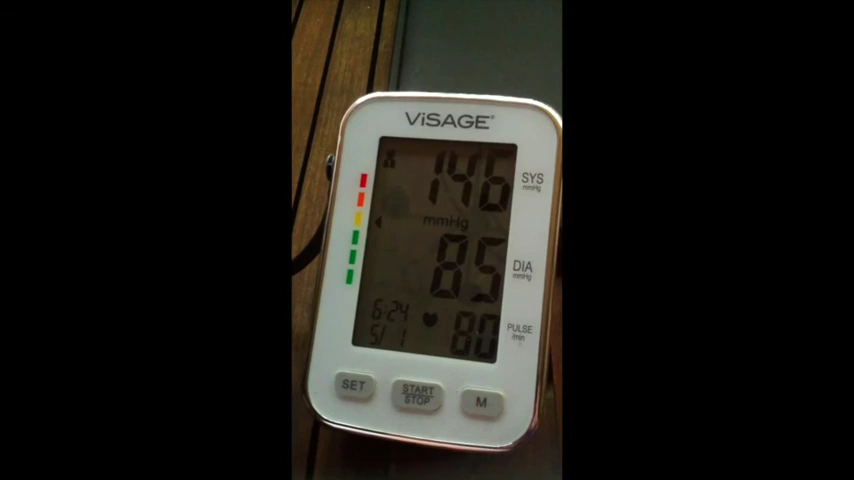 ViSAGE®
146
SYS
mmHg
mmHg
85
DIA
mmHg
6:24
5/ 1
80
PULSE
/min
SET
START
STOP
M